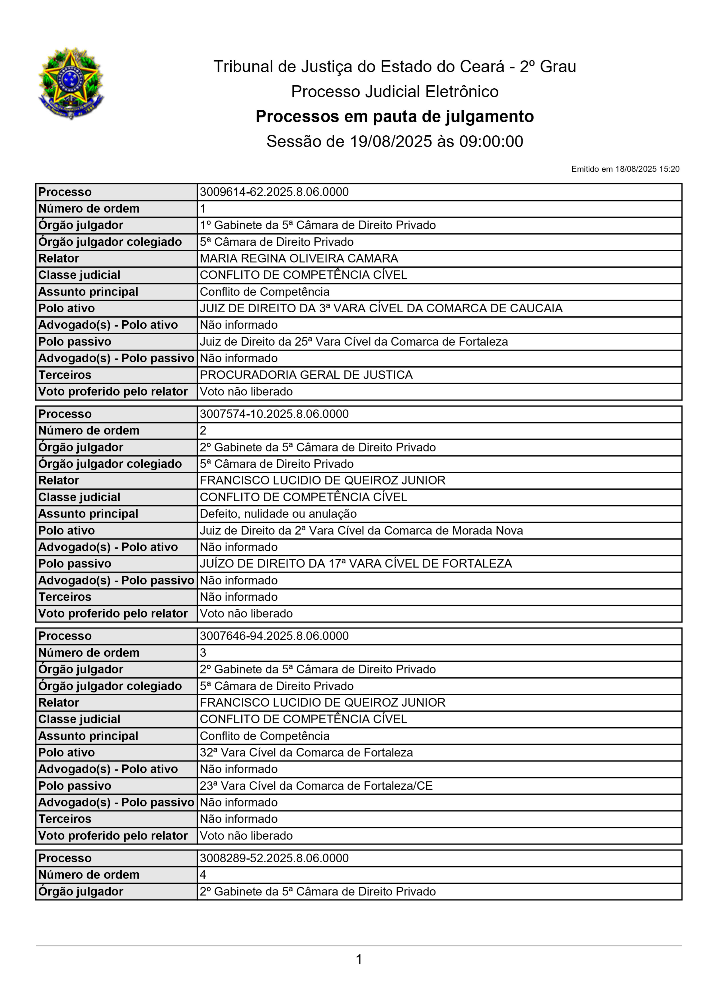 Tribunal de Justiça do Estado do Ceará - 2º Grau
Processo Judicial Eletrônico
Processos em pauta de julgamento
Sessão de 19/08/2025 às 09:00:00
Emitido em 18/08/2025 15:20
Processo 3009614-62.2025.8.06.0000
Número de ordem 1
Órgão julgador 1º Gabinete da 5ª Câmara de Direito Privado
Órgão julgador colegiado 5ª Câmara de Direito Privado
Relator MARIA REGINA OLIVEIRA CAMARA
Classe judicial CONFLITO DE COMPETÊNCIA CÍVEL
Assunto principal Conflito de Competência
Polo ativo JUIZ DE DIREITO DA 3ª VARA CÍVEL DA COMARCA DE CAUCAIA
Advogado(s) - Polo ativo Não informado
Polo passivo Juiz de Direito da 25ª Vara Cível da Comarca de Fortaleza
Advogado(s) - Polo passivo Não informado
Terceiros PROCURADORIA GERAL DE JUSTICA
Voto proferido pelo relator Voto não liberado
Processo 3007574-10.2025.8.06.0000
Número de ordem 2
Órgão julgador 2º Gabinete da 5ª Câmara de Direito Privado
Órgão julgador colegiado 5ª Câmara de Direito Privado
Relator FRANCISCO LUCIDIO DE QUEIROZ JUNIOR
Classe judicial CONFLITO DE COMPETÊNCIA CÍVEL
Assunto principal Defeito, nulidade ou anulação
Polo ativo Juiz de Direito da 2ª Vara Cível da Comarca de Morada Nova
Advogado(s) - Polo ativo Não informado
Polo passivo JUÍZO DE DIREITO DA 17ª VARA CÍVEL DE FORTALEZA
Advogado(s) - Polo passivo Não informado
Terceiros Não informado
Voto proferido pelo relator Voto não liberado
Processo 3007646-94.2025.8.06.0000
Número de ordem 3
Órgão julgador 2º Gabinete da 5ª Câmara de Direito Privado
Órgão julgador colegiado 5ª Câmara de Direito Privado
Relator FRANCISCO LUCIDIO DE QUEIROZ JUNIOR
Classe judicial CONFLITO DE COMPETÊNCIA CÍVEL
Assunto principal Conflito de Competência
Polo ativo 32ª Vara Cível da Comarca de Fortaleza
Advogado(s) - Polo ativo Não informado
Polo passivo 23ª Vara Cível da Comarca de Fortaleza/CE
Advogado(s) - Polo passivo Não informado
Terceiros Não informado
Voto proferido pelo relator Voto não liberado
Processo 3008289-52.2025.8.06.0000
Número de ordem 4
Órgão julgador 2º Gabinete da 5ª Câmara de Direito Privado
1